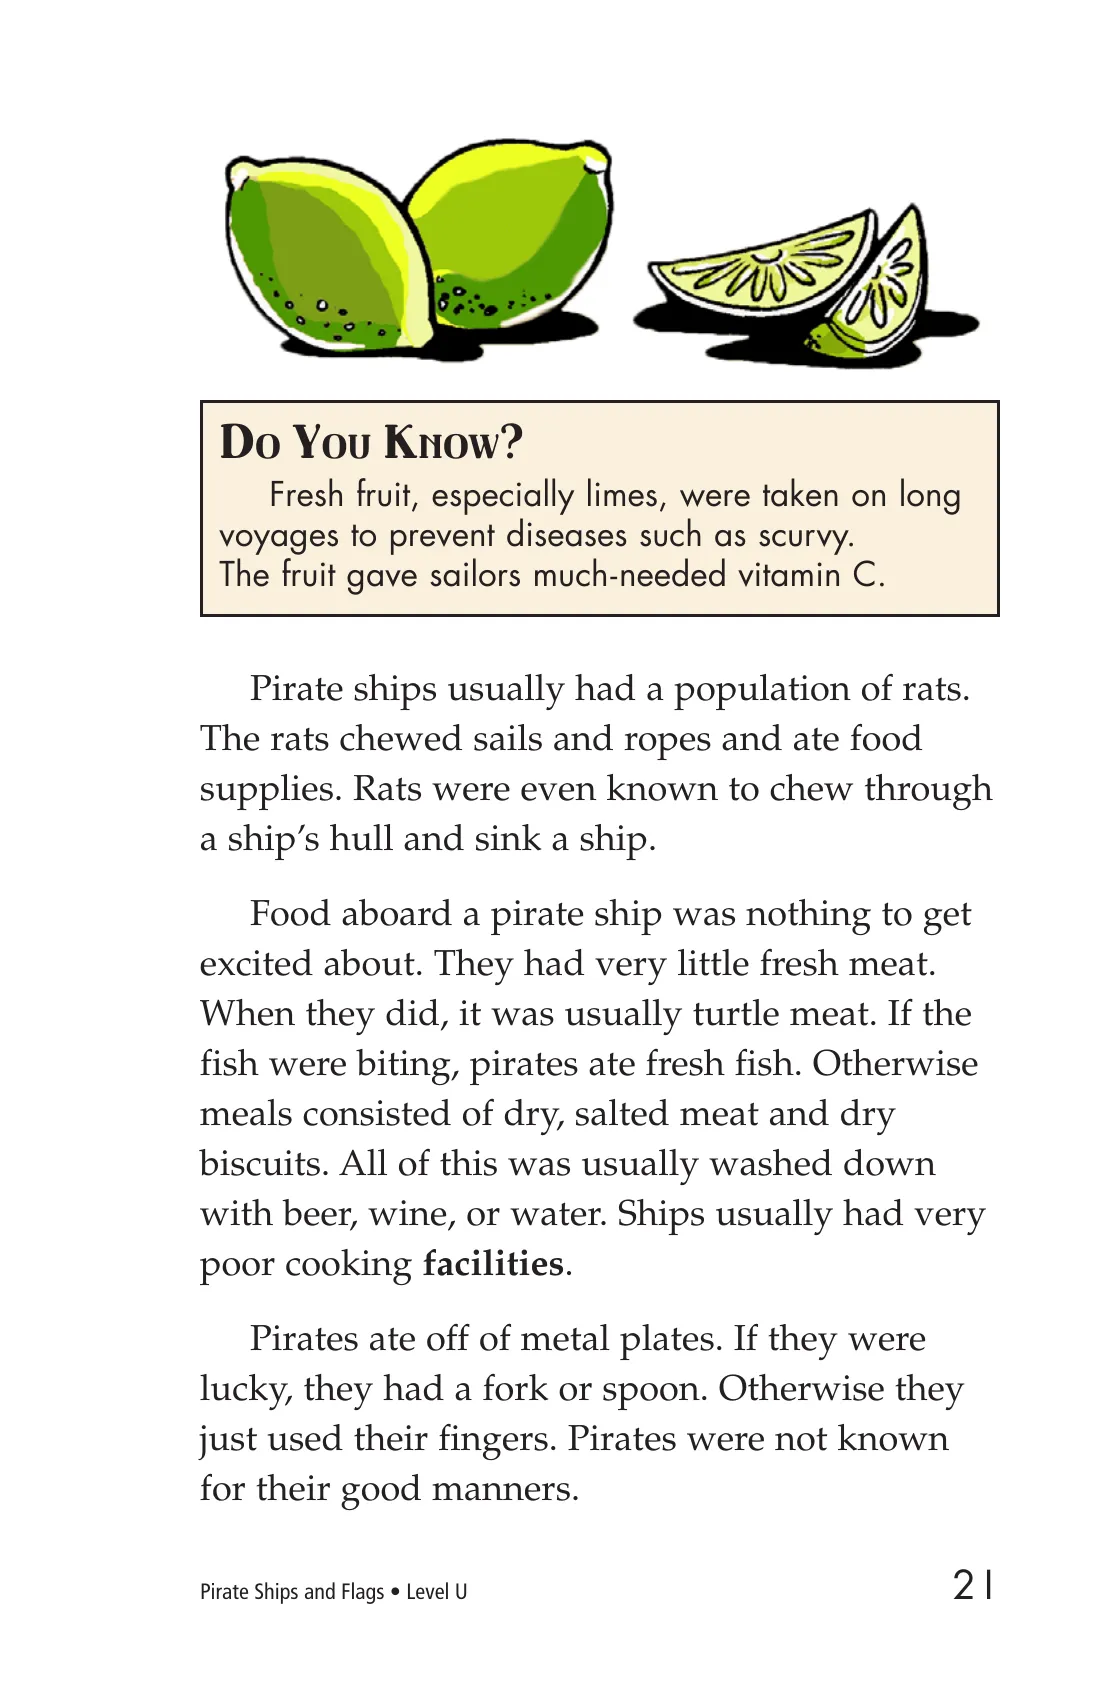 Do You Know?
Fresh fruit, especially limes, were taken on long
voyages to prevent diseases such as scurvy.
The fruit gave sailors much-needed vitamin C.
Pirate ships usually had a population of rats.
The rats chewed sails and ropes and ate food
supplies. Rats were even known to chew through
a ship’s hull and sink a ship.
Food aboard a pirate ship was nothing to get
excited about. They had very little fresh meat.
When they did, it was usually turtle meat. If the
fish were biting, pirates ate fresh fish. Otherwise
meals consisted of dry, salted meat and dry
biscuits. All of this was usually washed down
with beer, wine, or water. Ships usually had very
poor cooking facilities.
Pirates ate off of metal plates. If they were
lucky, they had a fork or spoon. Otherwise they
just used their fingers. Pirates were not known
for their good manners.
Pirate Ships and Flags • Level U
21